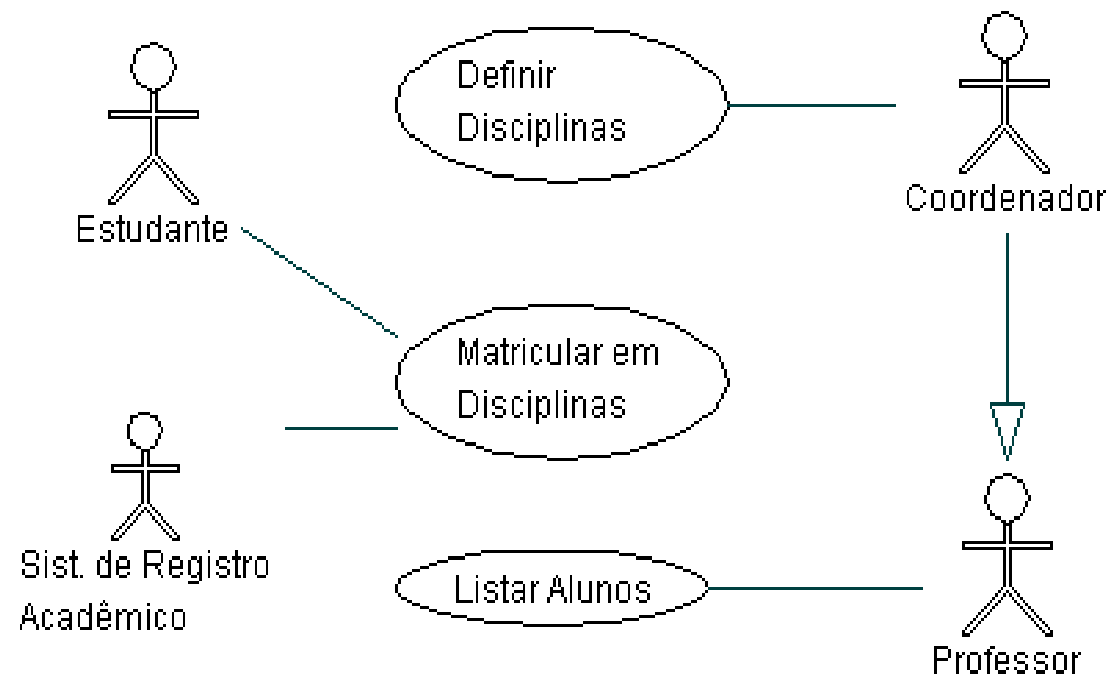 Definir
Disciplinas
Coordenador
Estudante
Matricular em
Disciplinas
Sist. de Registro
Acadêmico
Listar Alunos
Professor